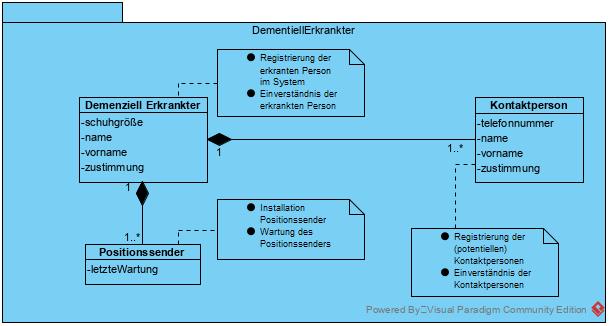 DementiellErkrankter
● Registrierung der
erkranten Person
im System
● Einverständnis der
erkrankten Person
Demenziell Erkrankter
-schuhgröße
-name
-vorname
-zustimmung
Kontaktperson
-telefonnummer
-name
-vorname
-zustimmung
1
1..*
1
1..*
● Installation
Positionssender
● Wartung des
Positionssenders
Positionssender
-letzteWartung
● Registrierung der
(potentiellen)
Kontaktpersonen
● Einverständnis der
Kontaktpersonen
Powered By Visual Paradigm Community Edition